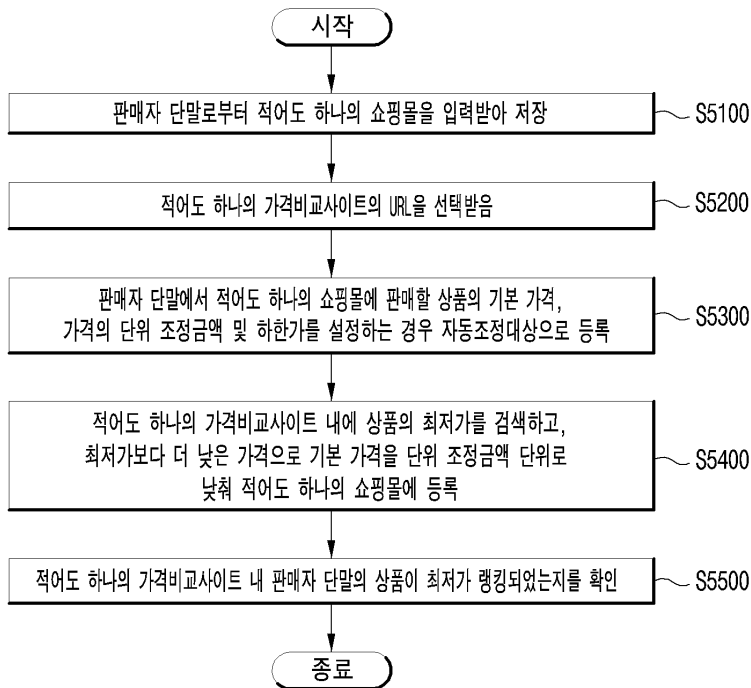 시작
판매자 단말로부터 적어도 하나의 쇼핑몰을 입력받아 저장
S5100
적어도 하나의 가격비교사이트의 URL을 선택받음
S5200
판매자 단말에서 적어도 하나의 쇼핑몰에 판매할 상품의 기본 가격,
가격의 단위 조정금액 및 하한가를 설정하는 경우 자동조정대상으로 등록
S5300
적어도 하나의 가격비교사이트 내에 상품의 최저가를 검색하고,
최저가보다 더 낮은 가격으로 기본 가격을 단위 조정금액 단위로
낮춰 적어도 하나의 쇼핑몰에 등록
S5400
적어도 하나의 가격비교사이트 내 판매자 단말의 상품이 최저가 랭킹되었는지를 확인
S5500
종료